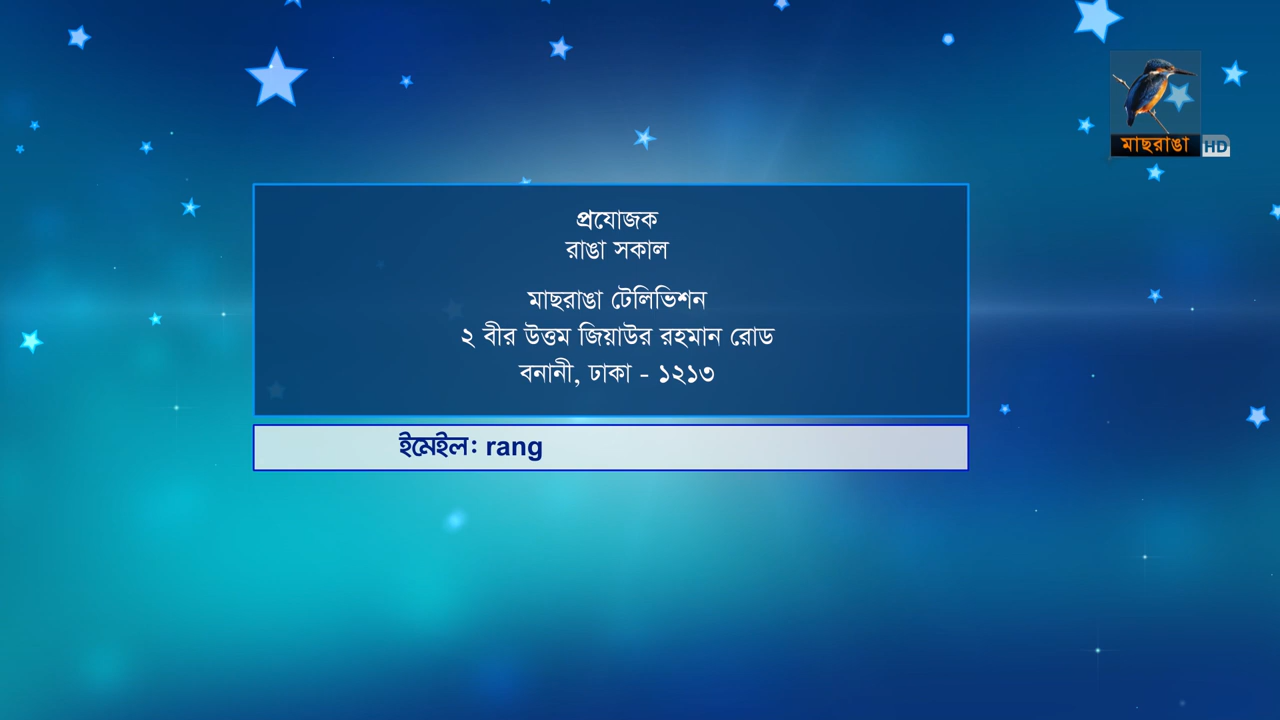 মাছরাঙা HD
প্রযোজক
রাঙা সকাল
মাছরাঙা টেলিভিশন
২ বীর উত্তম জিয়াউর রহমান রোড
বনানী, ঢাকা - ১২১৩
ইমেইল: rang